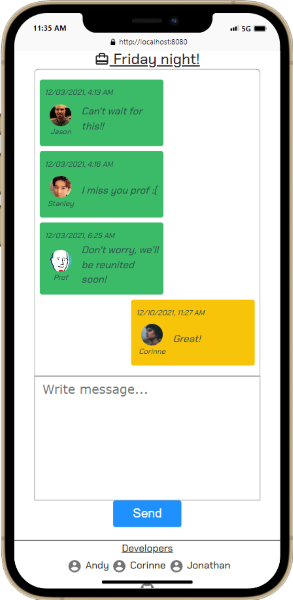 11:35 AM
5G
http://localhost:8080
Friday night!
12/03/2021, 4:13 AM
Can't wait for
this!!
Jason
12/03/2021, 4:16 AM
I miss you prof :(
Stanley
12/03/2021, 6:25 AM
Don't worry, we'll
be reunited
soon!
Prof
12/10/2021, 11:27 AM
Great!
Corinne
Write message...
Send
Developers
Andy Corinne Jonathan